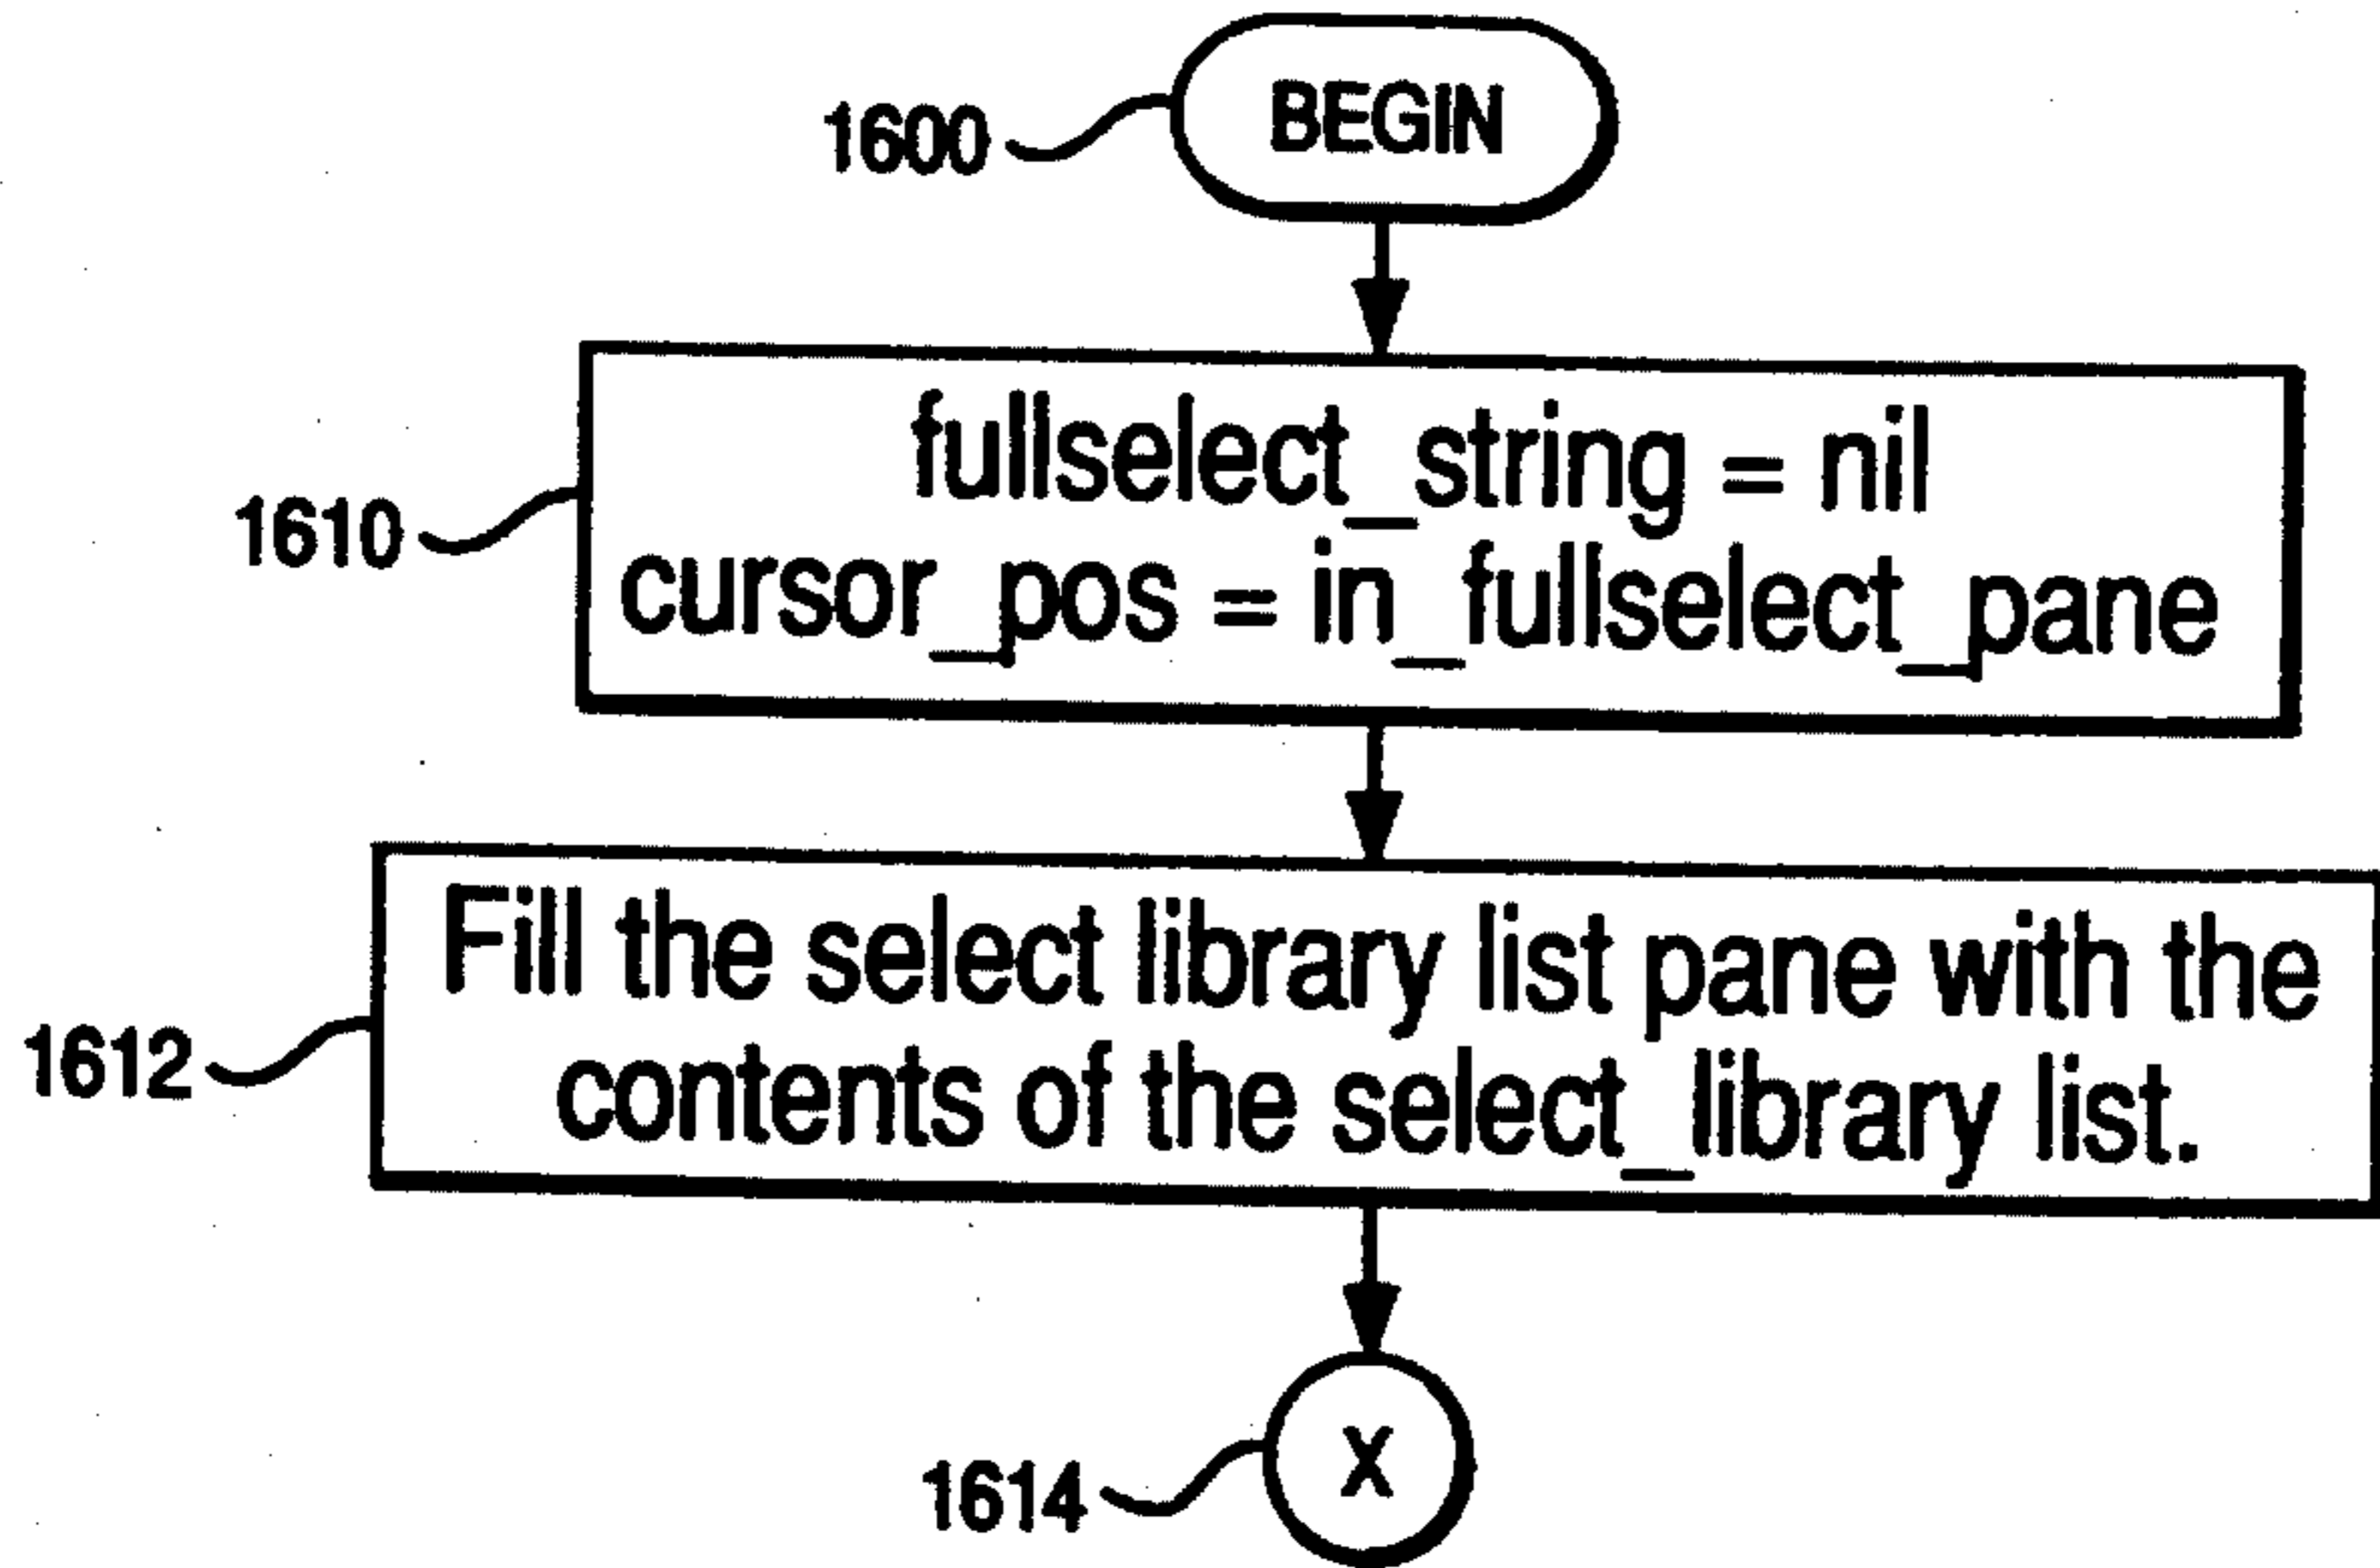 1600
BEGIN
1610
fullselect_string = nil
cursor_pos = in_fullselect_pane
1612
Fill the select library list pane with the
contents of the select_library list.
1614
X